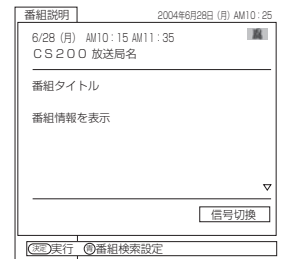 番組説明 2004年6月28日 (月) AM10：25
6/28 (月) AM10：15 AM11：35
CS200 放送局名
番組タイトル
番組情報を表示
信号切換
決定 実行 青 番組検索設定